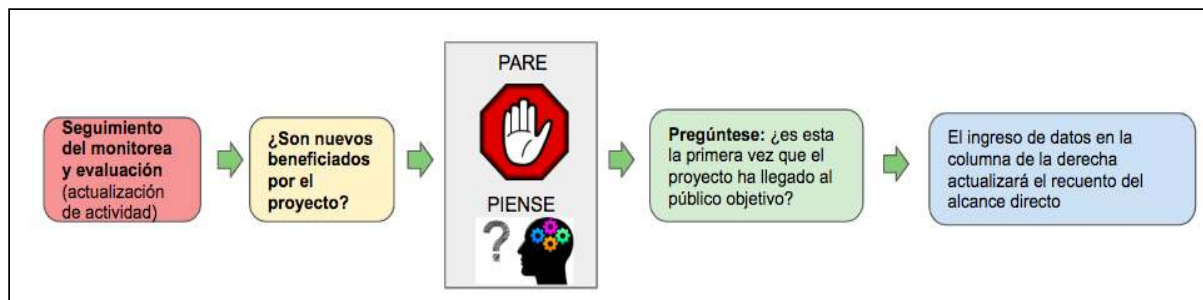 Seguimiento
del monitorea
y evaluación
(actualización
de actividad)
¿Son nuevos
beneficiados
por el
proyecto?
PARE
PIENSE
?
Pregúntese: ¿es esta
la primera vez que el
proyecto ha llegado al
público objetivo?
El ingreso de datos en la
columna de la derecha
actualizará el recuento del
alcance directo